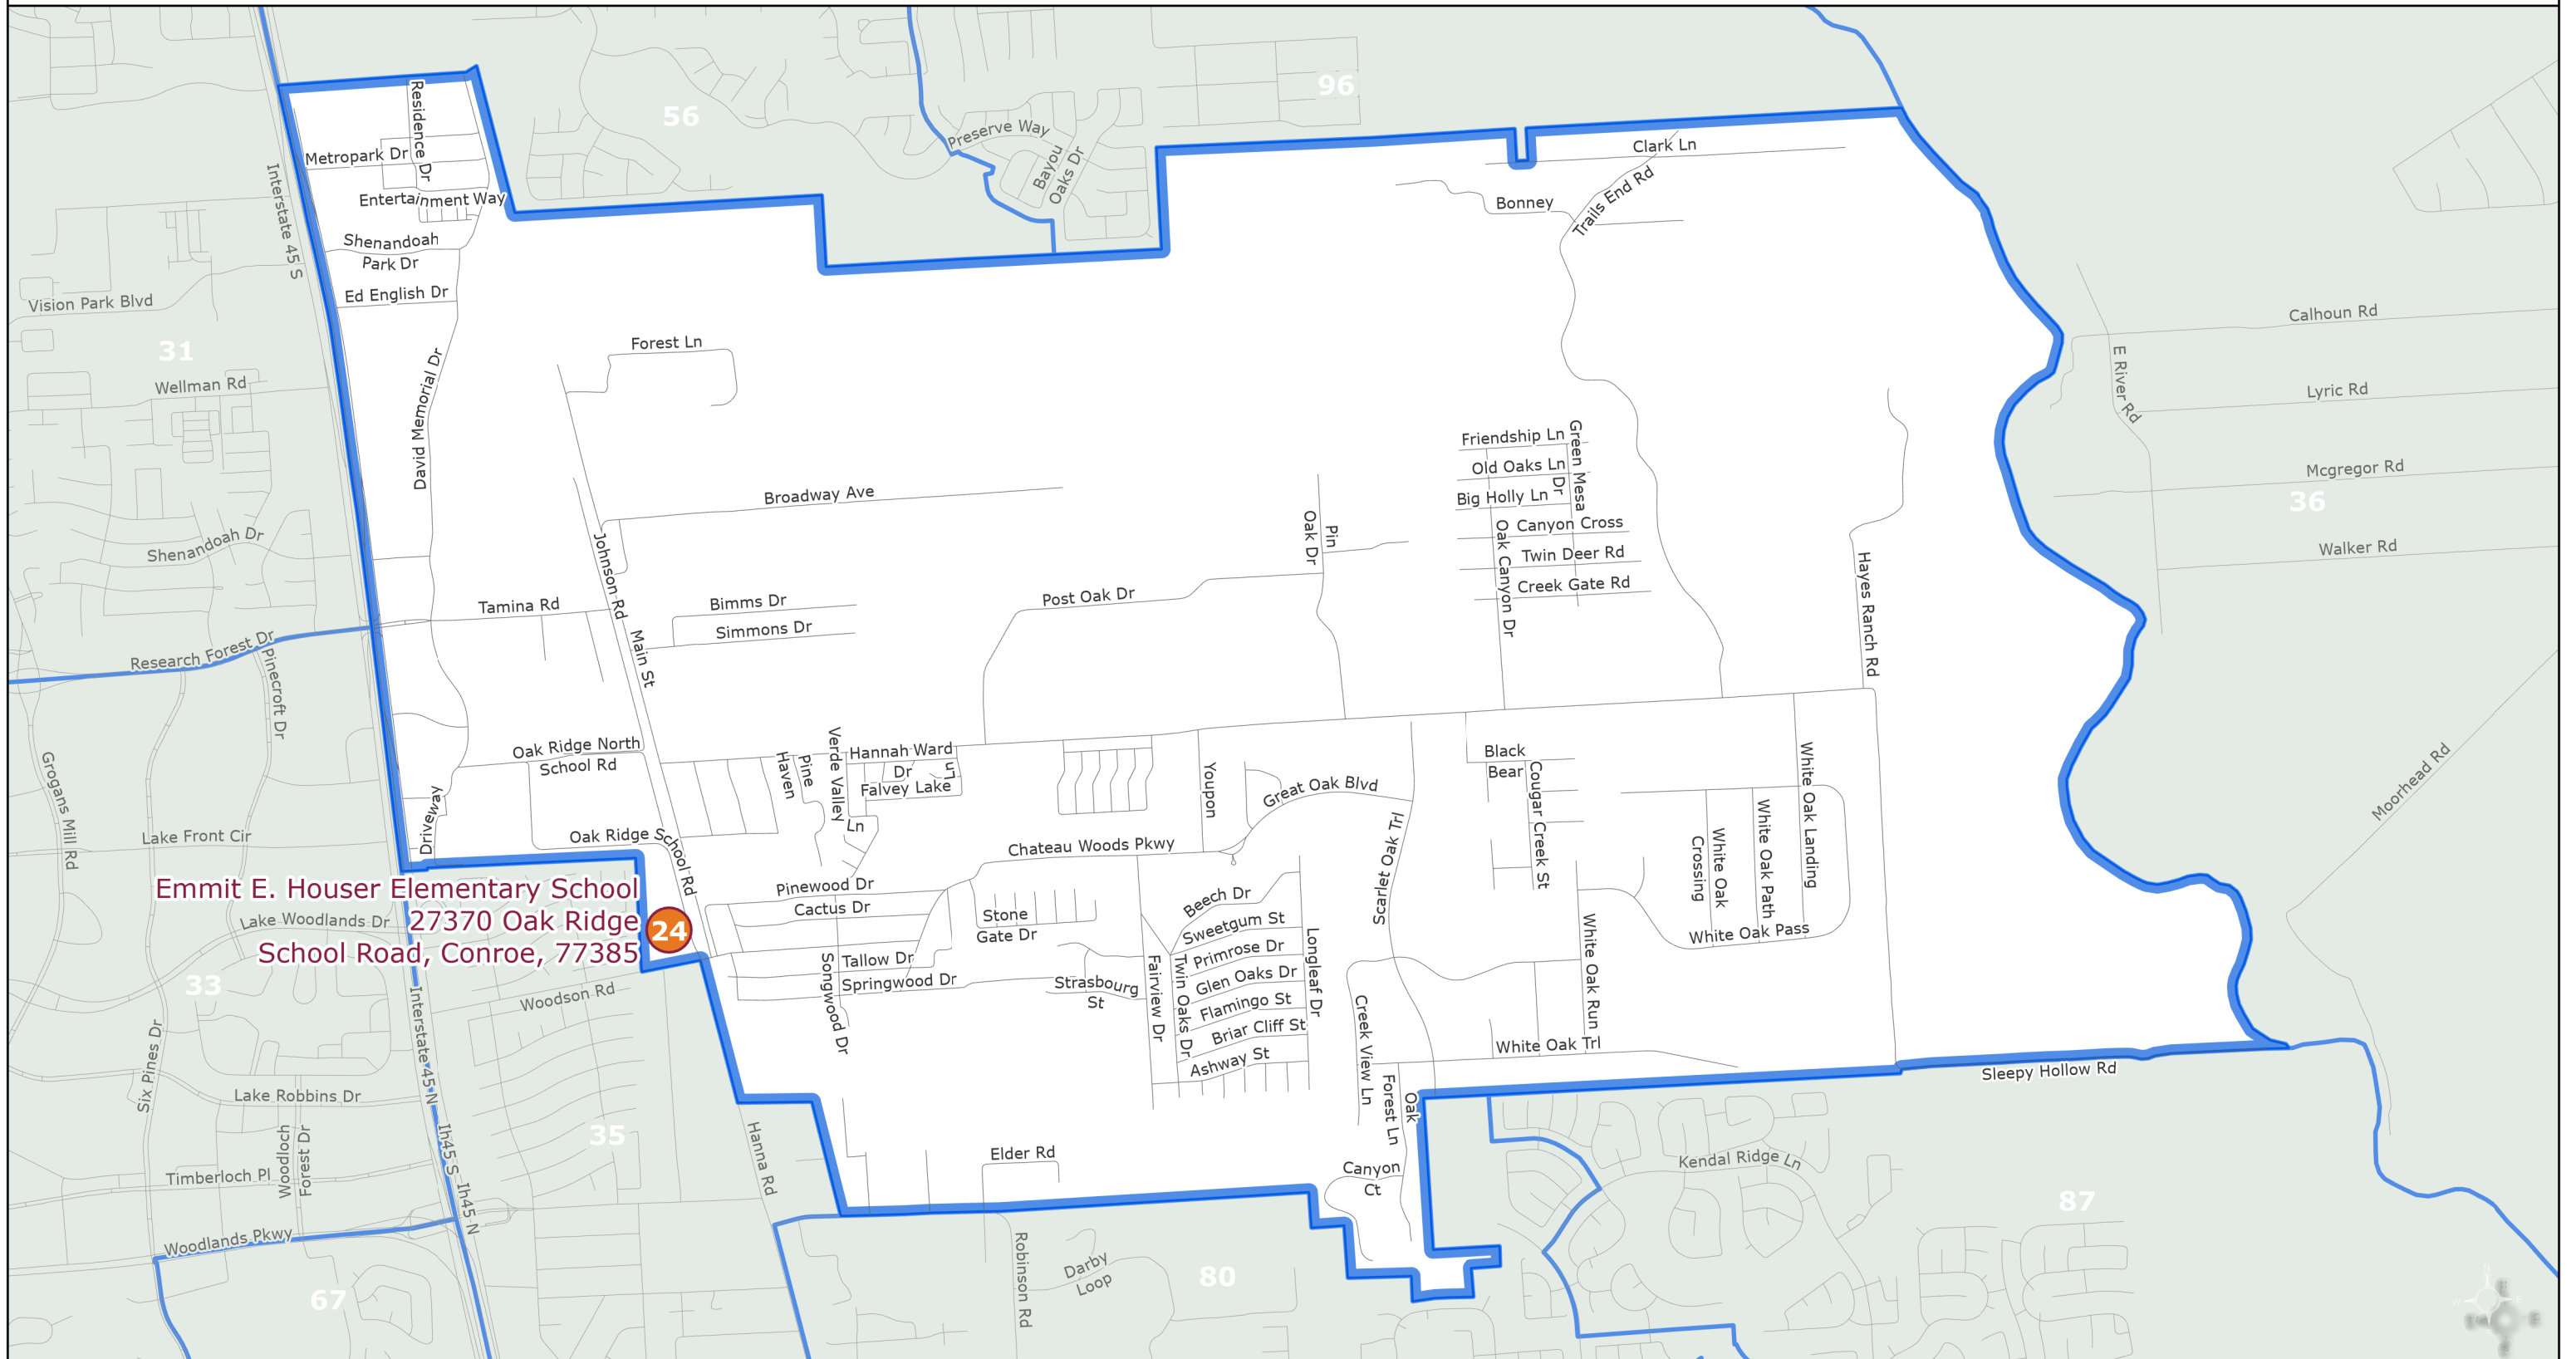 96
56
Preserve Way
Bayou
Oaks Dr
Residence Dr
Metropark Dr
Entertainment Way
Shenandoah
Park Dr
Ed English Dr
Interstate 45 S
Clark Ln
Trails End Rd
Bonney
Vision Park Blvd
31
Wellman Rd
Forest Ln
David Memorial Dr
Calhoun Rd
E River Rd
Lyric Rd
Mcgregor Rd
36
Walker Rd
Friendship Ln
Green Mesa
Dr
Old Oaks Ln
Big Holly Ln
Canyon Cross
Oak Canyon Dr
Twin Deer Rd
Creek Gate Rd
Broadway Ave
Pin
Oak Dr
Johnson Rd
Shenandoah Dr
Hayes Ranch Rd
Tamina Rd
Bimms Dr
Simmons Dr
Main St
Post Oak Dr
Research Forest Dr
Pinecroft Dr
Oak Ridge North
School Rd
Pine
Haven
Verde Valley
Ln
Hannah Ward
Dr
Ln
Falvey Lake
Youpon
Great Oak Blvd
Black
Bear
Cougar Creek St
White Oak Landing
White Oak Path
White Oak
Crossing
White Oak Pass
Moorhead Rd
Grogans Mill Rd
Lake Front Cir
Driveway
Oak Ridge School Rd
Chateau Woods Pkwy
Scarlet Oak Trl
Pinewood Dr
Cactus Dr
Beech Dr
Sweetgum St
Primrose Dr
Glen Oaks Dr
Flamingo St
Briar Cliff St
Ashway St
Longleaf Dr
Twin Oaks Dr
Fairview Dr
Stone
Gate Dr
Emmit E. Houser Elementary School
27370 Oak Ridge
School Road, Conroe, 77385
24
Lake Woodlands Dr
Tallow Dr
Springwood Dr
Songwood Dr
Strasbourg
St
33
Woodson Rd
Interstate 45 N
Creek View Ln
White Oak Run
White Oak Trl
Sleepy Hollow Rd
Six Pines Dr
Lake Robbins Dr
35
Hanna Rd
Forest Ln
Oak
Elder Rd
Canyon
Ct
Kendal Ridge Ln
87
Woodloch
Forest Dr
Timberloch Pl
Ih45 S
Ih45 N
Woodlands Pkwy
67
Robinson Rd
Darby
Loop
80